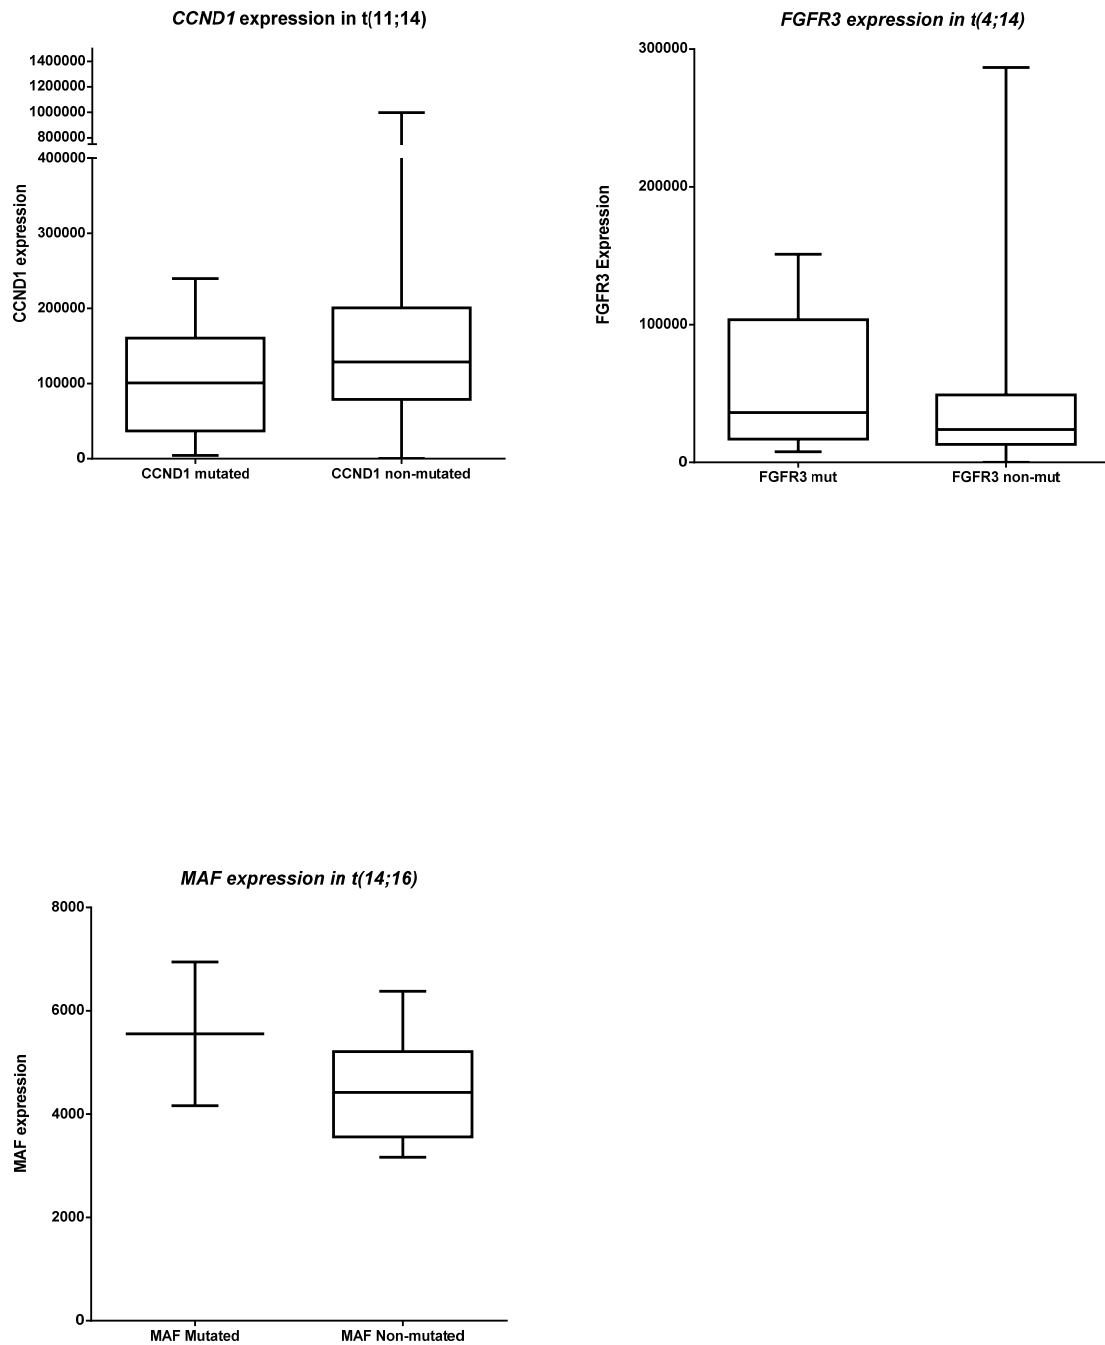 CCND1 expression in t(11;14)
1400000
1200000
1000000
800000
400000
300000
200000
100000
0
CCND1 expression
CCND1 mutated
CCND1 non-mutated
FGFR3 expression in t(4;14)
300000
200000
100000
0
FGFR3 Expression
FGFR3 mut
FGFR3 non-mut
MAF expression in t(14;16)
8000
6000
4000
2000
0
MAF expression
MAF Mutated
MAF Non-mutated